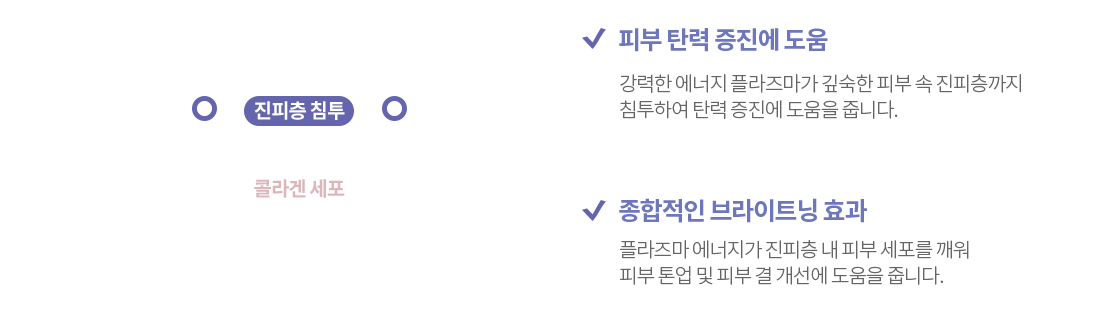 진피층 침투
콜라겐 세포
피부 탄력 증진에 도움
강력한 에너지 플라즈마가 깊숙한 피부 속 진피층까지
침투하여 탄력 증진에 도움을 줍니다.
종합적인 브라이트닝 효과
플라즈마 에너지가 진피층 내 피부 세포를 깨워
피부 톤업 및 피부 결 개선에 도움을 줍니다.